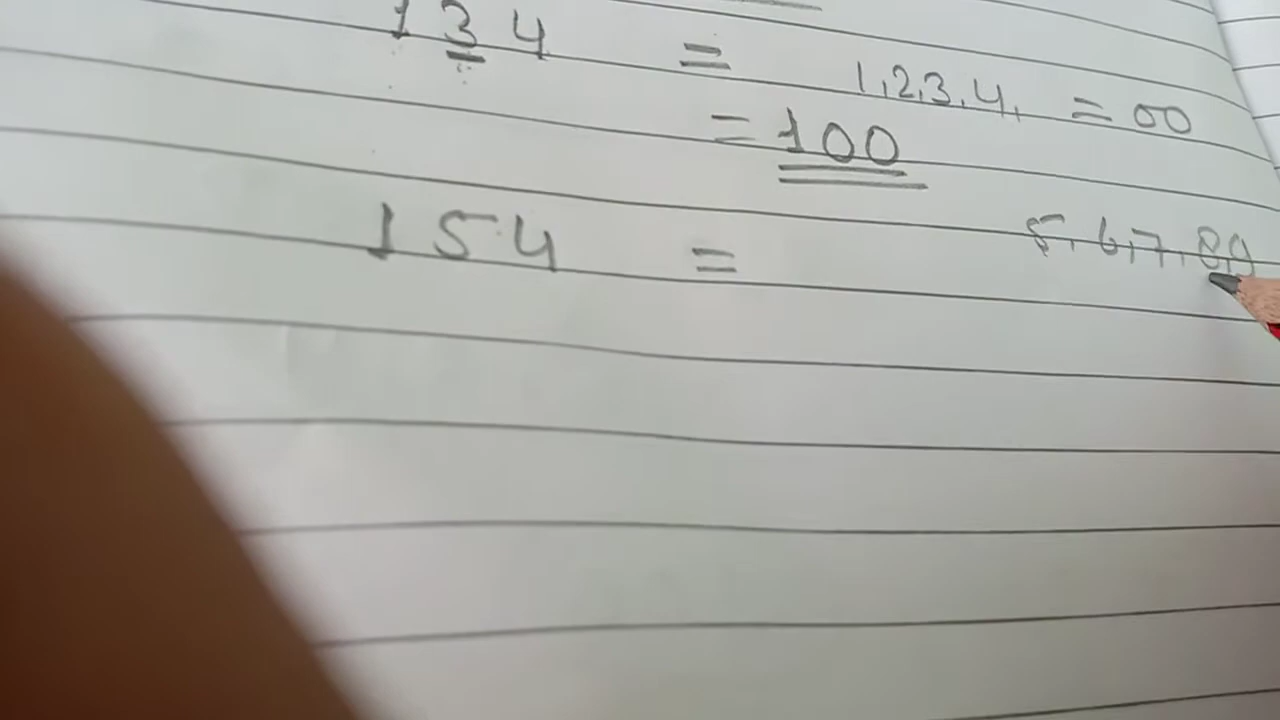 134 = 1,2,3,4, = 00
= 100
154 = 5,6,7,8,9